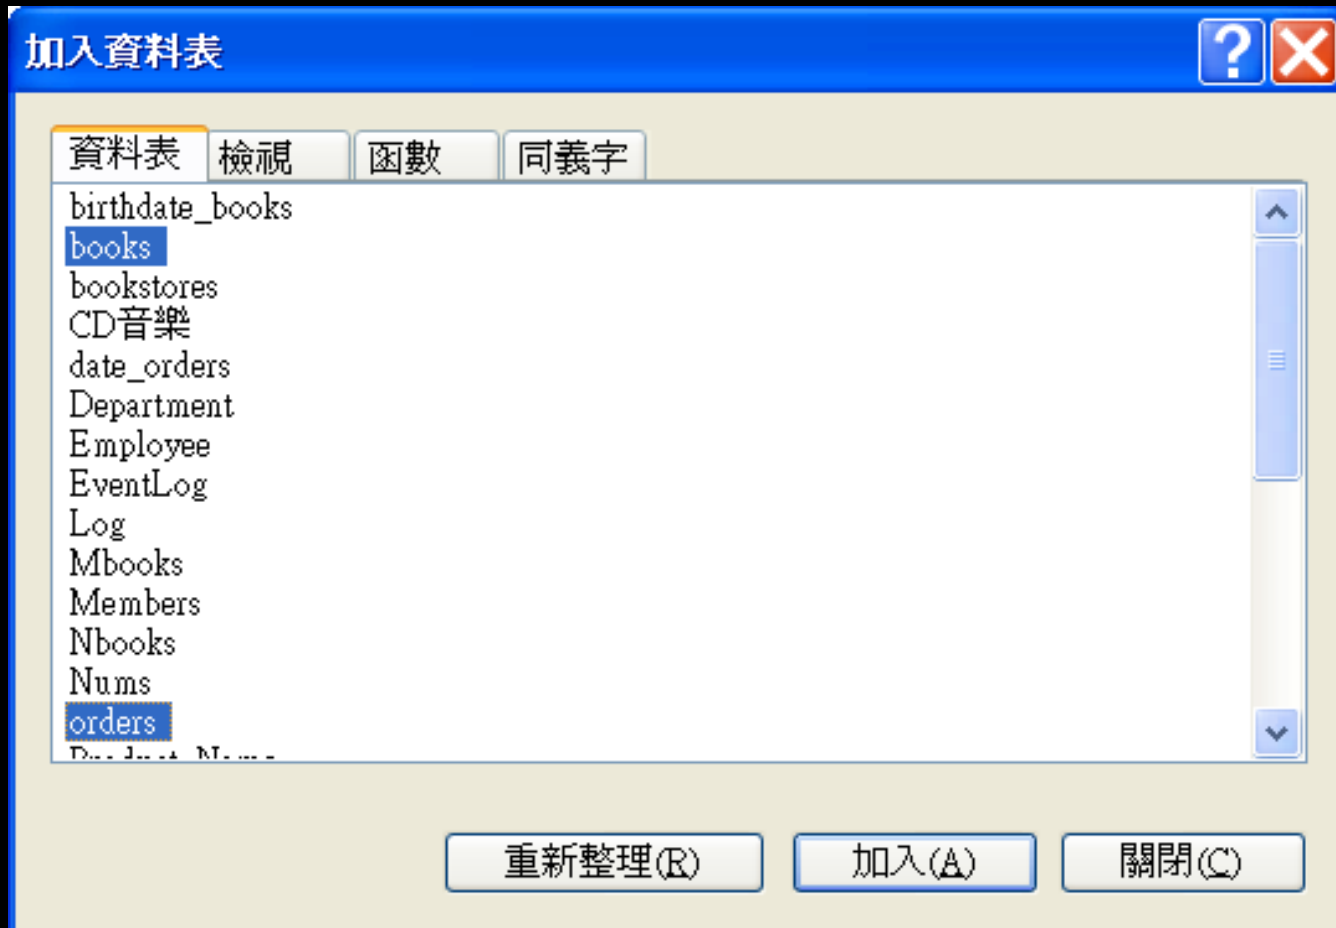 加入資料表
資料表 檢視 函數 同義字
birthdate_books
books
bookstores
CD音樂
date_orders
Department
Employee
EventLog
Log
Mbooks
Members
Nbooks
Nums
orders
重新整理(R) 加入(A) 關閉(C)